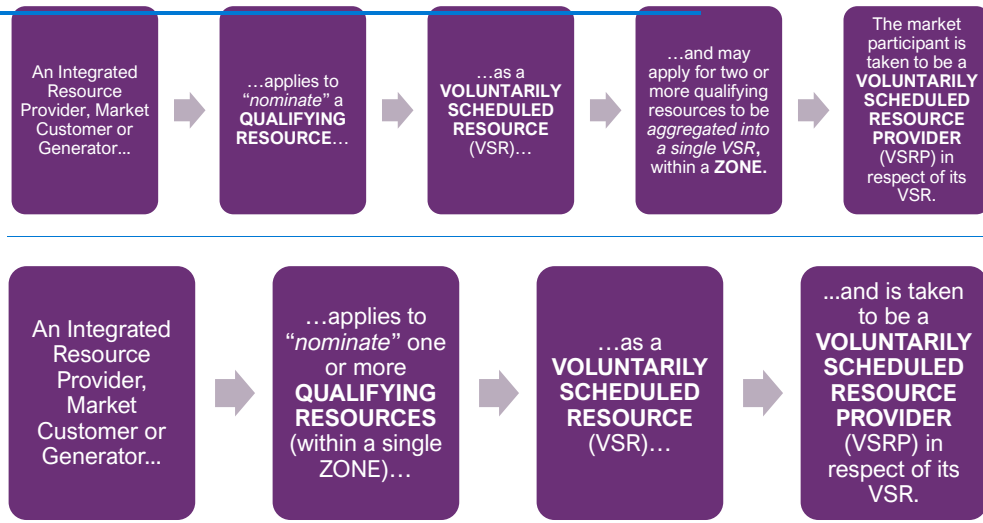 An Integrated
Resource
Provider, Market
Customer or
Generator...
…applies to
“nominate” a
QUALIFYING
RESOURCE…
…as a
VOLUNTARILY
SCHEDULED
RESOURCE
(VSR)…
…and may
apply for two or
more qualifying
resources to be
aggregated into
a single VSR,
within a ZONE.
The market
participant is
taken to be a
VOLUNTARILY
SCHEDULED
RESOURCE
PROVIDER
(VSRP) in
respect of its
VSR.
An Integrated
Resource
Provider,
Market
Customer or
Generator...
…applies to
“nominate” one
or more
QUALIFYING
RESOURCES
(within a single
ZONE)…
…as a
VOLUNTARILY
SCHEDULED
RESOURCE
(VSR)…
...and is taken
to be a
VOLUNTARILY
SCHEDULED
RESOURCE
PROVIDER
(VSRP) in
respect of its
VSR.